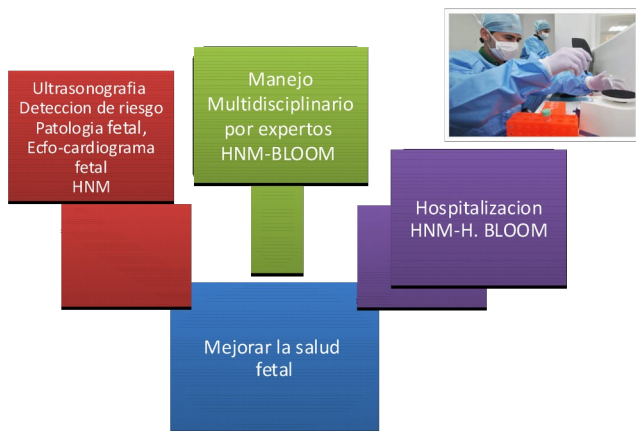 Ultrasonografia
Deteccion de riesgo
Patologia fetal,
Ecfo-cardiograma
fetal
HNM
Manejo
Multidisciplinario
por expertos
HNM-BLOOM
Hospitalizacion
HNM-H. BLOOM
Mejorar la salud
fetal